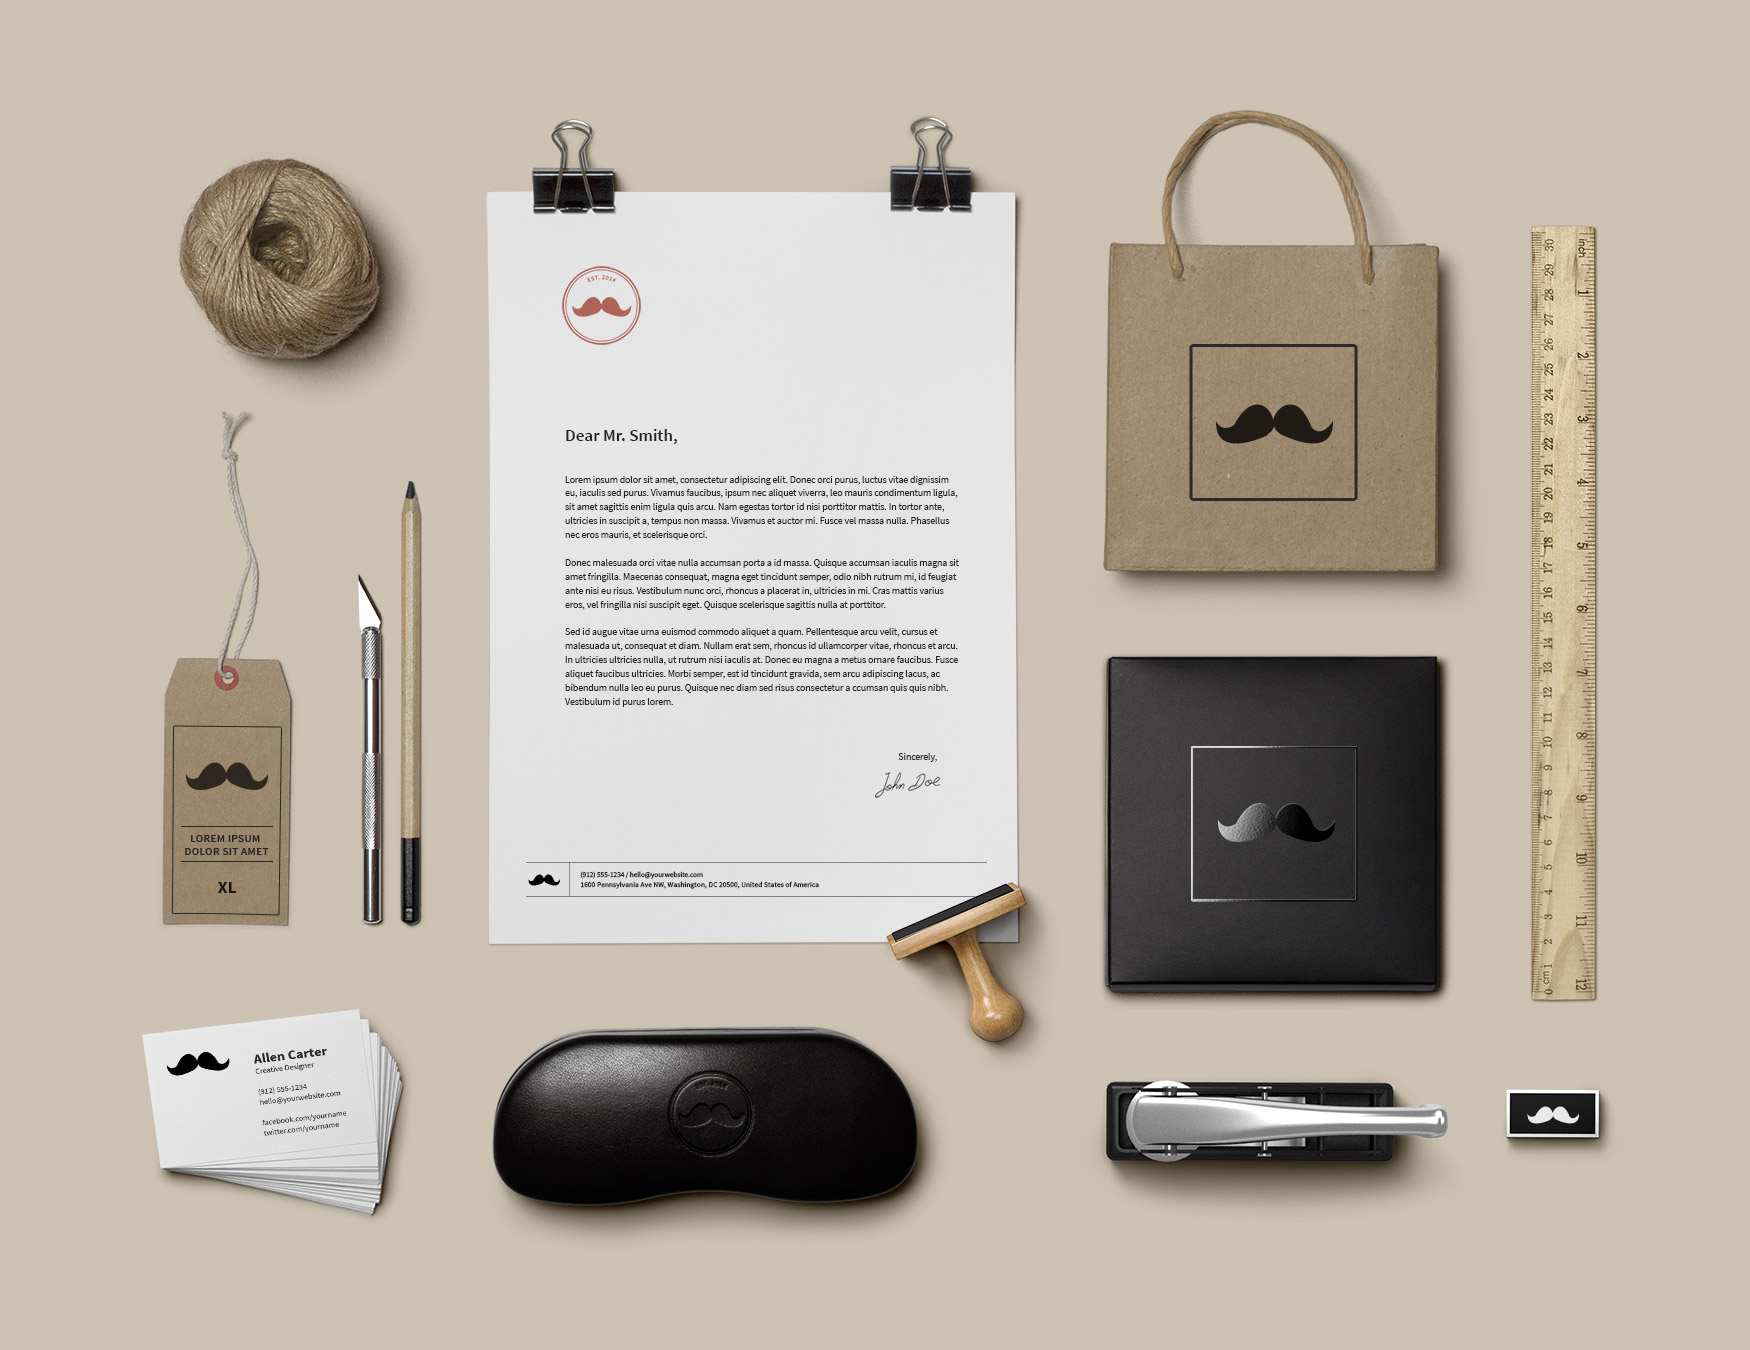 EST. 2014
Dear Mr. Smith,
Lorem ipsum dolor sit amet, consectetur adipiscing elit. Donec orci purus, luctus vitae dignissim
eu, iaculis sed purus. Vivamus faucibus, ipsum nec aliquet viverra, leo mauris condimentum ligula,
sit amet sagittis enim ligula quis arcu. Nam egestas tortor id nisi porttitor mattis. In tortor ante,
ultricies in suscipit a, tempus non massa. Vivamus et auctor mi. Fusce vel massa nulla. Phasellus
nec eros mauris, et scelerisque orci.
Donec malesuada orci vitae nulla accumsan porta a id massa. Quisque accumsan iaculis magna sit
amet fringilla. Maecenas consequat, magna eget tincidunt semper, odio nibh rutrum mi, id feugiat
ante nisi eu risus. Vestibulum nunc orci, rhoncus a placerat in, ultricies in mi. Cras mattis varius
eros, vel fringilla nisi suscipit eget. Quisque scelerisque sagittis nulla at porttitor.
Sed id augue vitae urna euismod commodo aliquet a quam. Pellentesque arcu velit, cursus et
malesuada ut, consequat et diam. Nullam erat sem, rhoncus id ullamcorper vitae, rhoncus et arcu.
In ultricies ultricies nulla, ut rutrum nisi iaculis at. Donec eu magna a metus ornare faucibus. Fusce
aliquet faucibus ultricies. Morbi semper, est id tincidunt gravida, sem arcu adipiscing lacus, ac
bibendum nulla leo eu purus. Quisque nec diam sed risus consectetur a ccumsan quis quis nibh.
Vestibulum id purus lorem.
Sincerely,
John Doe
(912) 555-1234 / hello@yourwebsite.com
1600 Pennsylvania Ave NW, Washington, DC 20500, United States of America
LOREM IPSUM
DOLOR SIT AMET
XL
Allen Carter
Creative Designer
(912) 555-1234
hello@yourwebsite.com
facebook.com/yourname
twitter.com/yourname
30 29 28 27 26 25 24 23 22 21 20 19 18 17 16 15 14 13 12 11 10 9 8 7 6 5 4 3 2 1 cm 0
inch 1 2 3 4 5 6 7 8 9 10 11 12